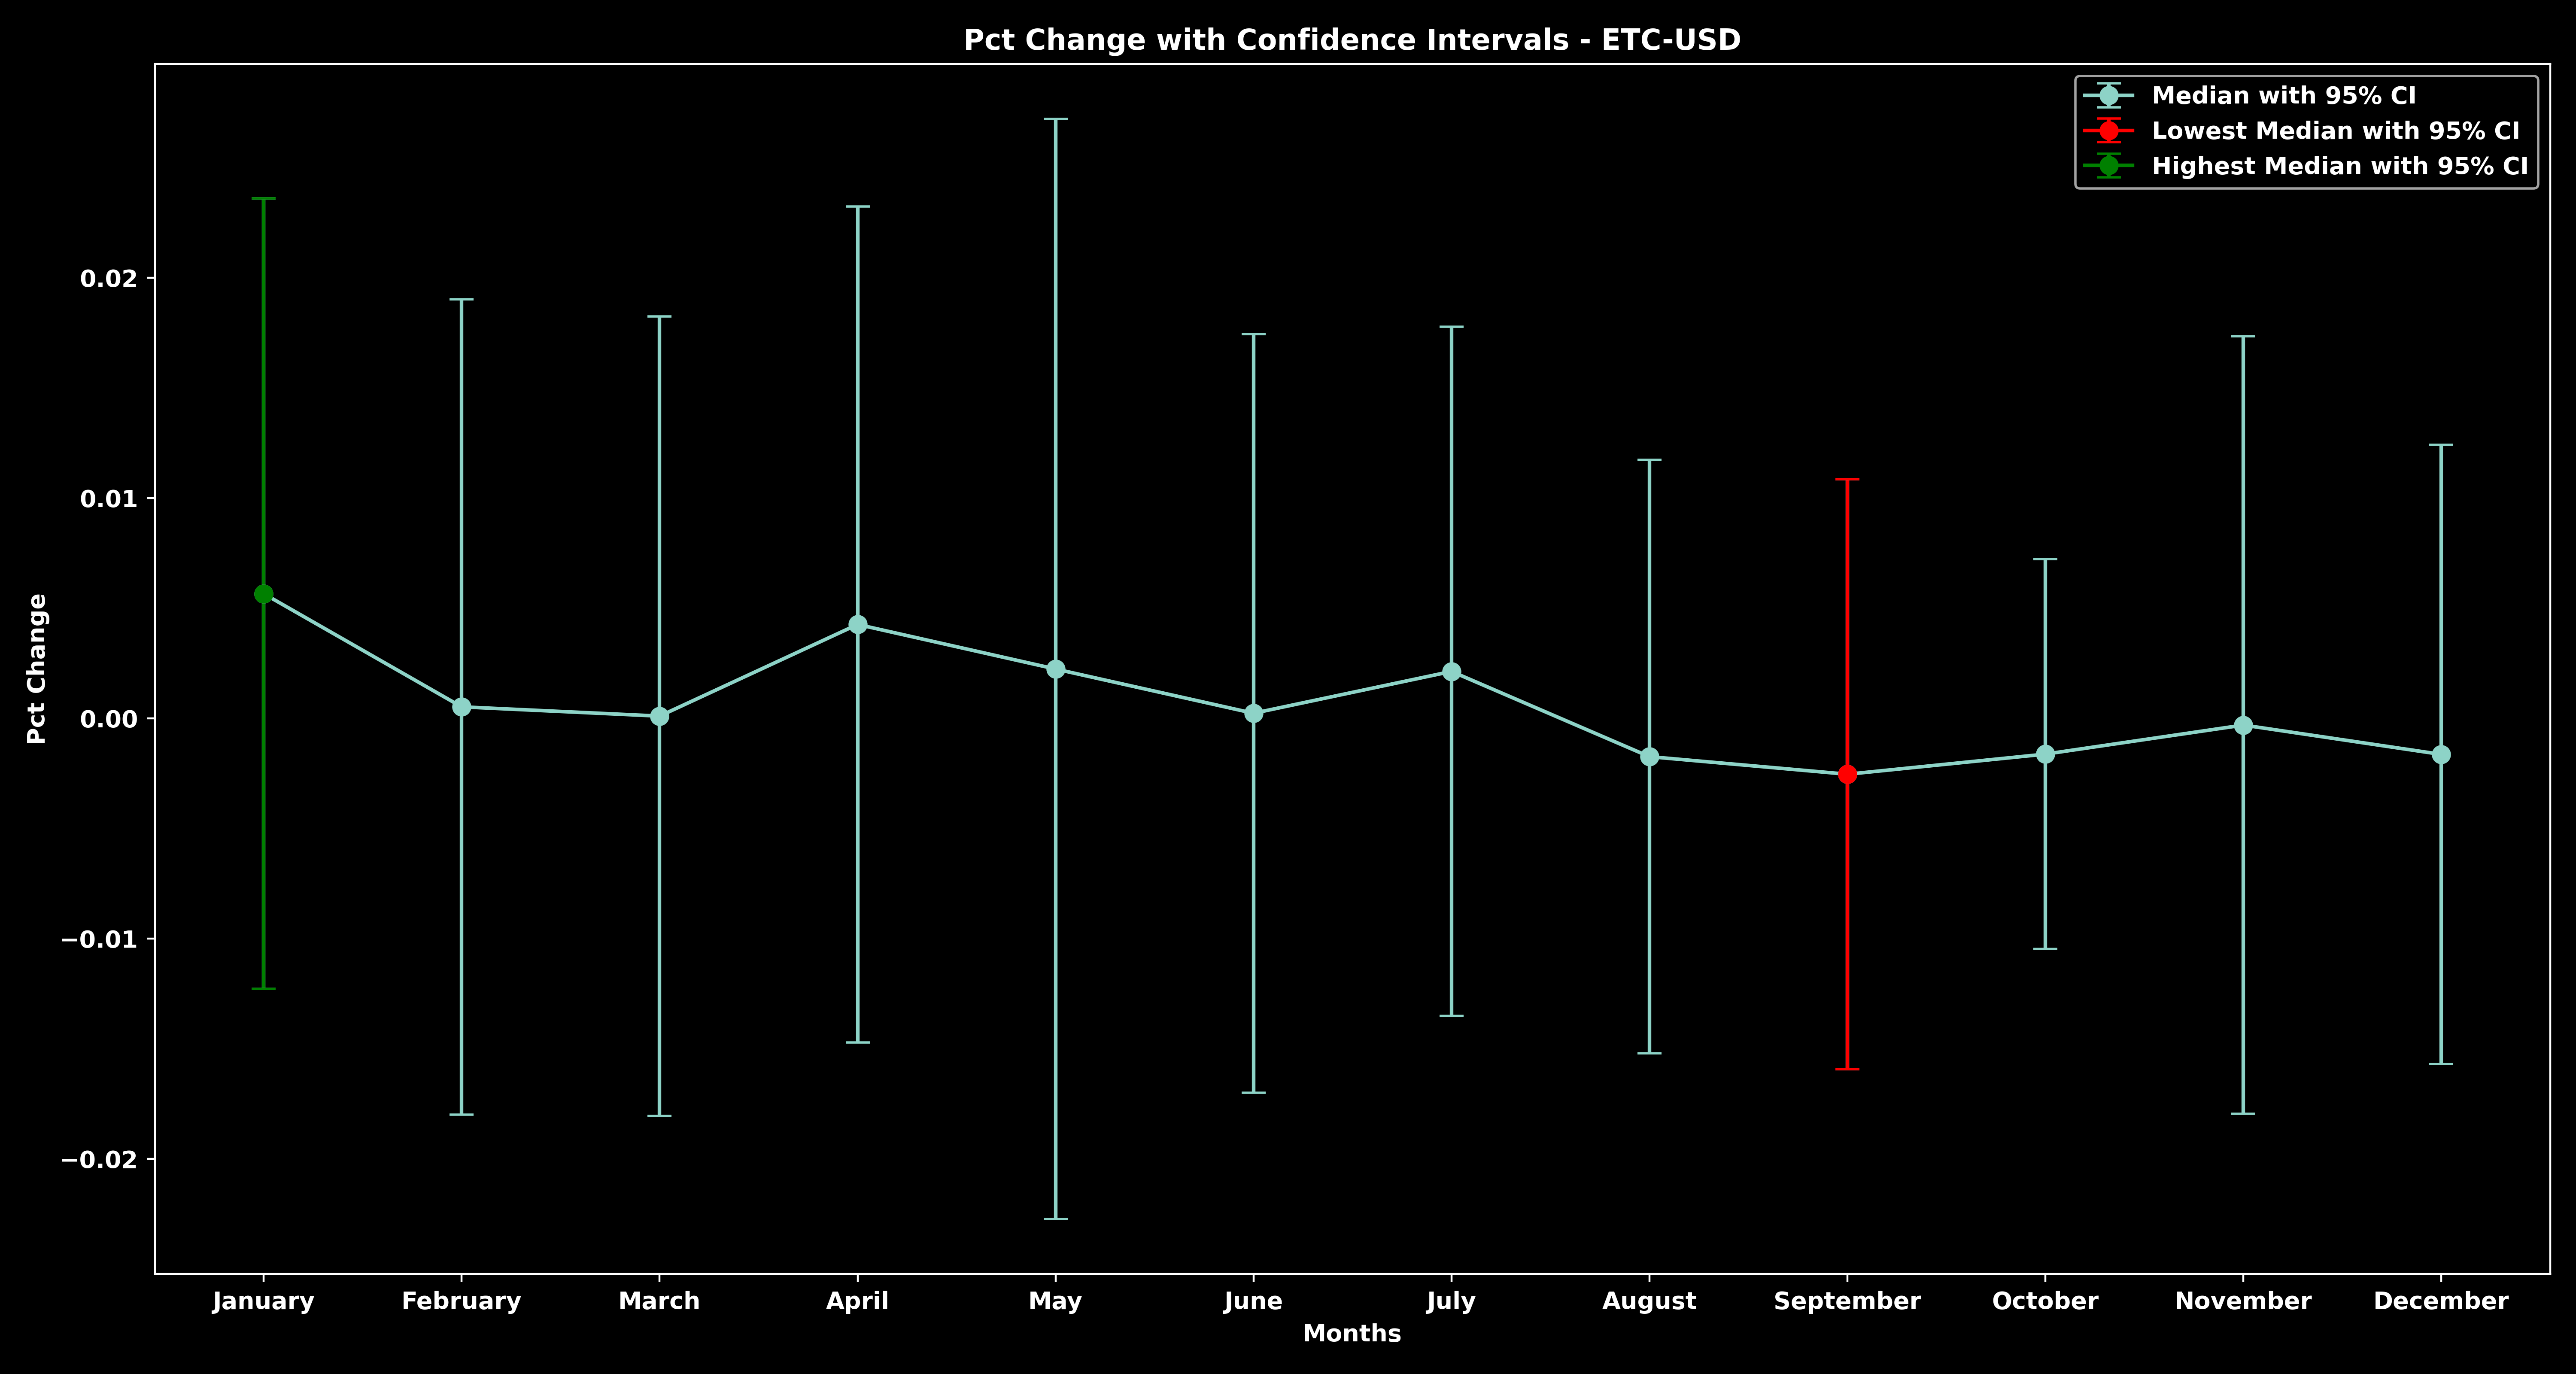 Pct Change with Confidence Intervals - ETC-USD
Median with 95% CI
Lowest Median with 95% CI
Highest Median with 95% CI
0.02
0.01
0.00
−0.01
−0.02
Pct Change
January February March April May June July August September October November December
Months